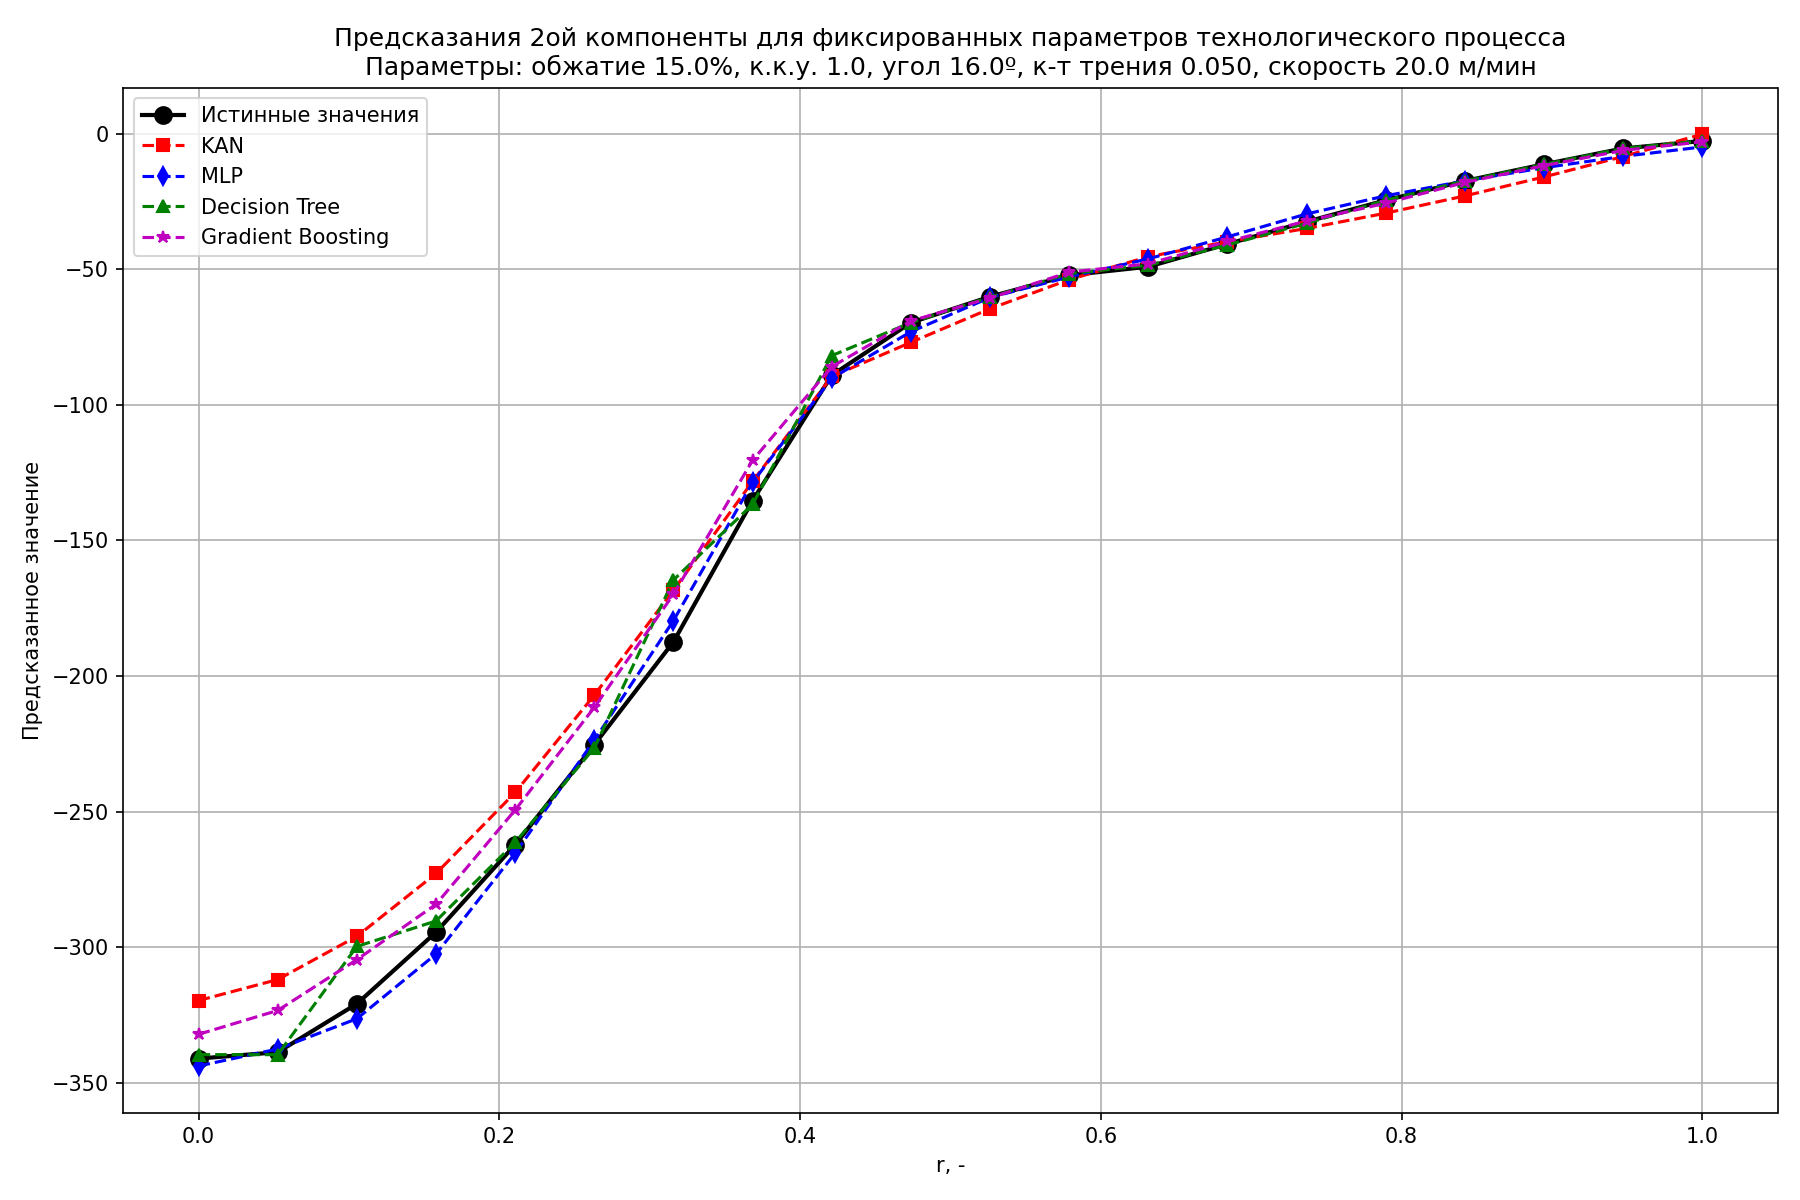 Предсказания 2ой компоненты для фиксированных параметров технологического процесса
Параметры: обжатие 15.0%, к.к.у. 1.0, угол 16.0º, к-т трения 0.050, скорость 20.0 м/мин
Истинные значения
KAN
MLP
Decision Tree
Gradient Boosting
Предсказанное значение
0
−50
−100
−150
−200
−250
−300
−350
0.0 0.2 0.4 0.6 0.8 1.0
r, -